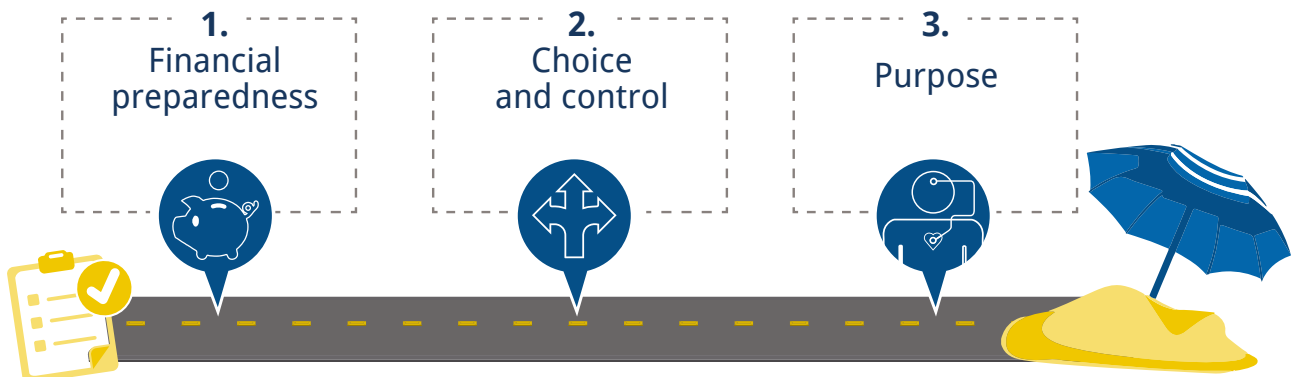 1.
Financial
preparedness
2.
Choice
and control
3.
Purpose